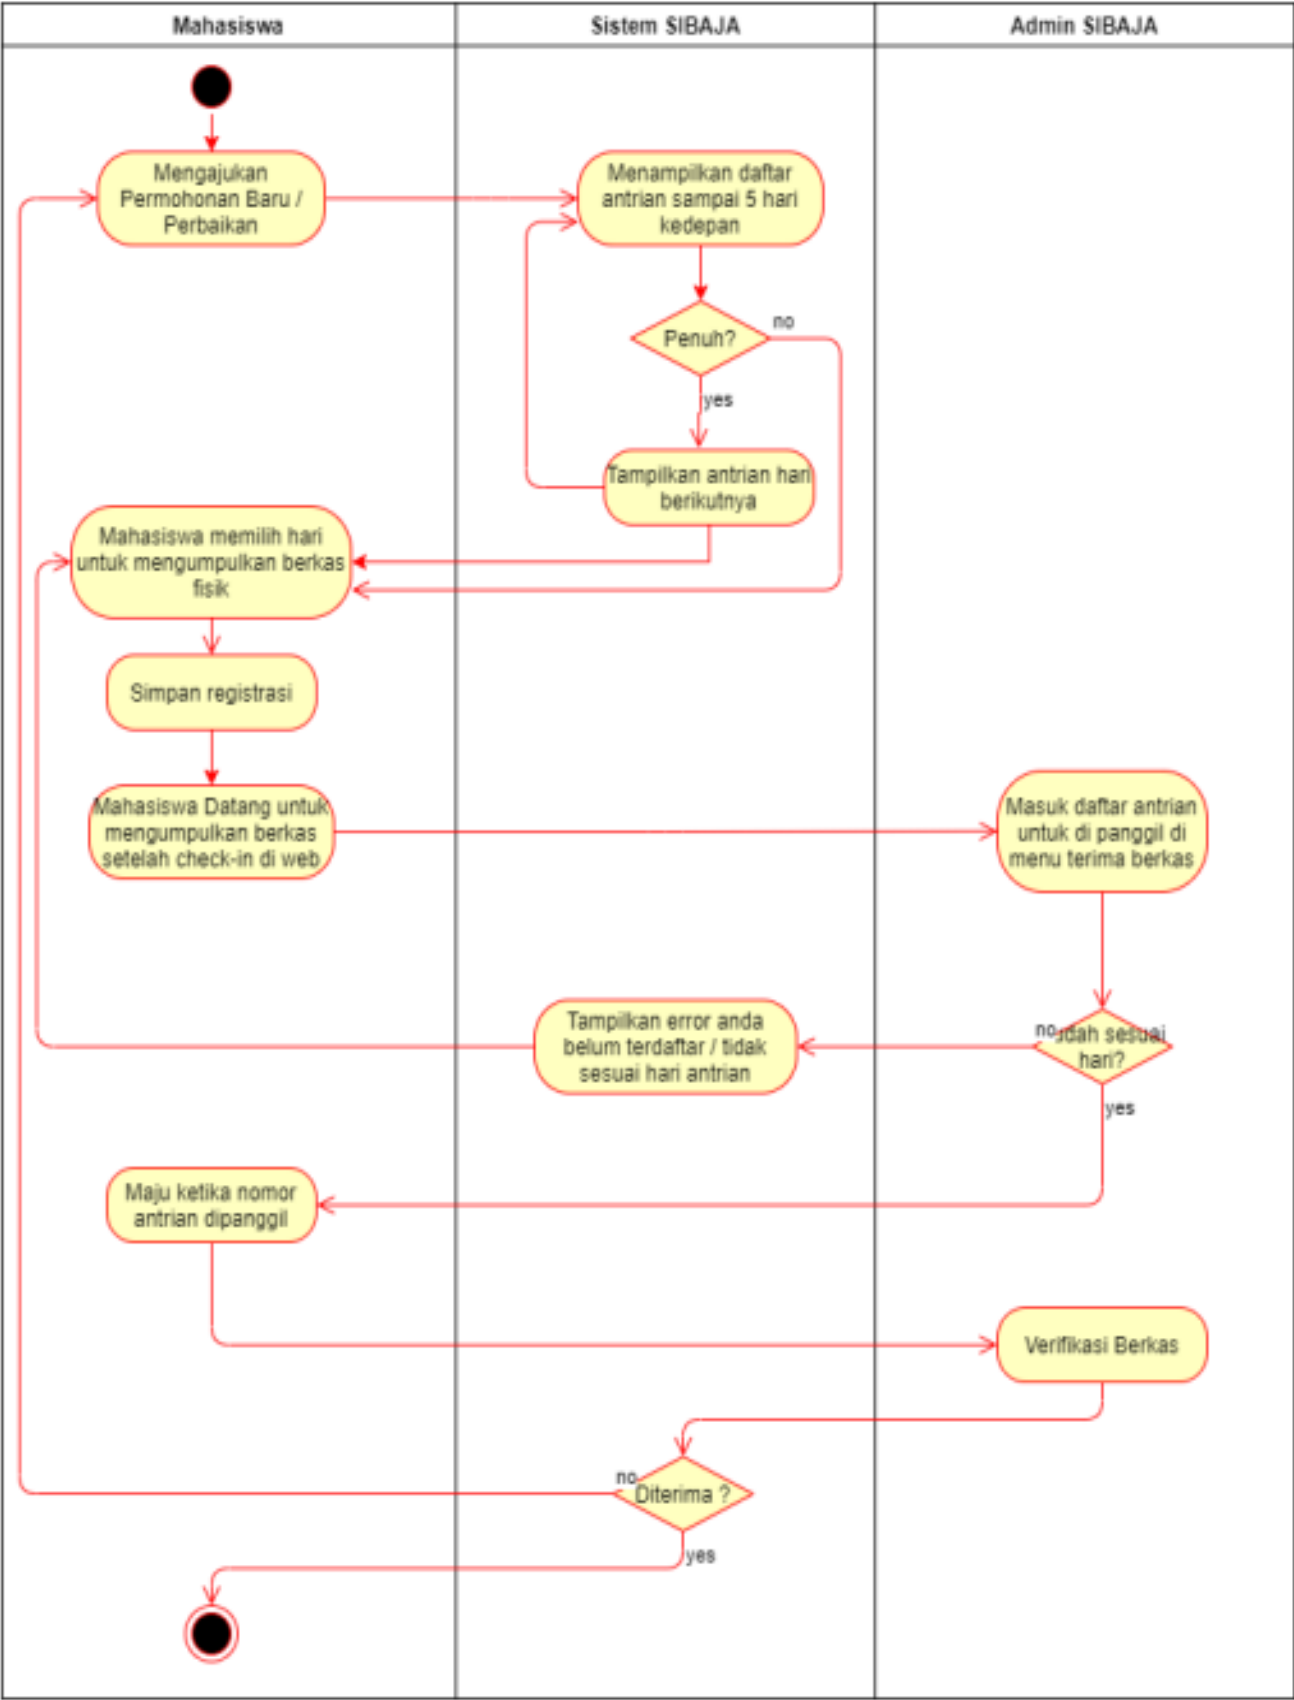 Mahasiswa
Sistem SIBAJA
Admin SIBAJA
Mengajukan
Permohonan Baru /
Perbaikan
Menampilkan daftar
antrian sampai 5 hari
kedepan
Penuh?
no
yes
Tampilkan antrian hari
berikutnya
Mahasiswa memilih hari
untuk mengumpulkan berkas
fisik
Simpan registrasi
Mahasiswa Datang untuk
mengumpulkan berkas
setelah check-in di web
Masuk daftar antrian
untuk di panggil di
menu terima berkas
no
sesuai
hari?
yes
Tampilkan error anda
belum terdaftar / tidak
sesuai hari antrian
Maju ketika nomor
antrian dipanggil
Verifikasi Berkas
no
Diterima ?
yes